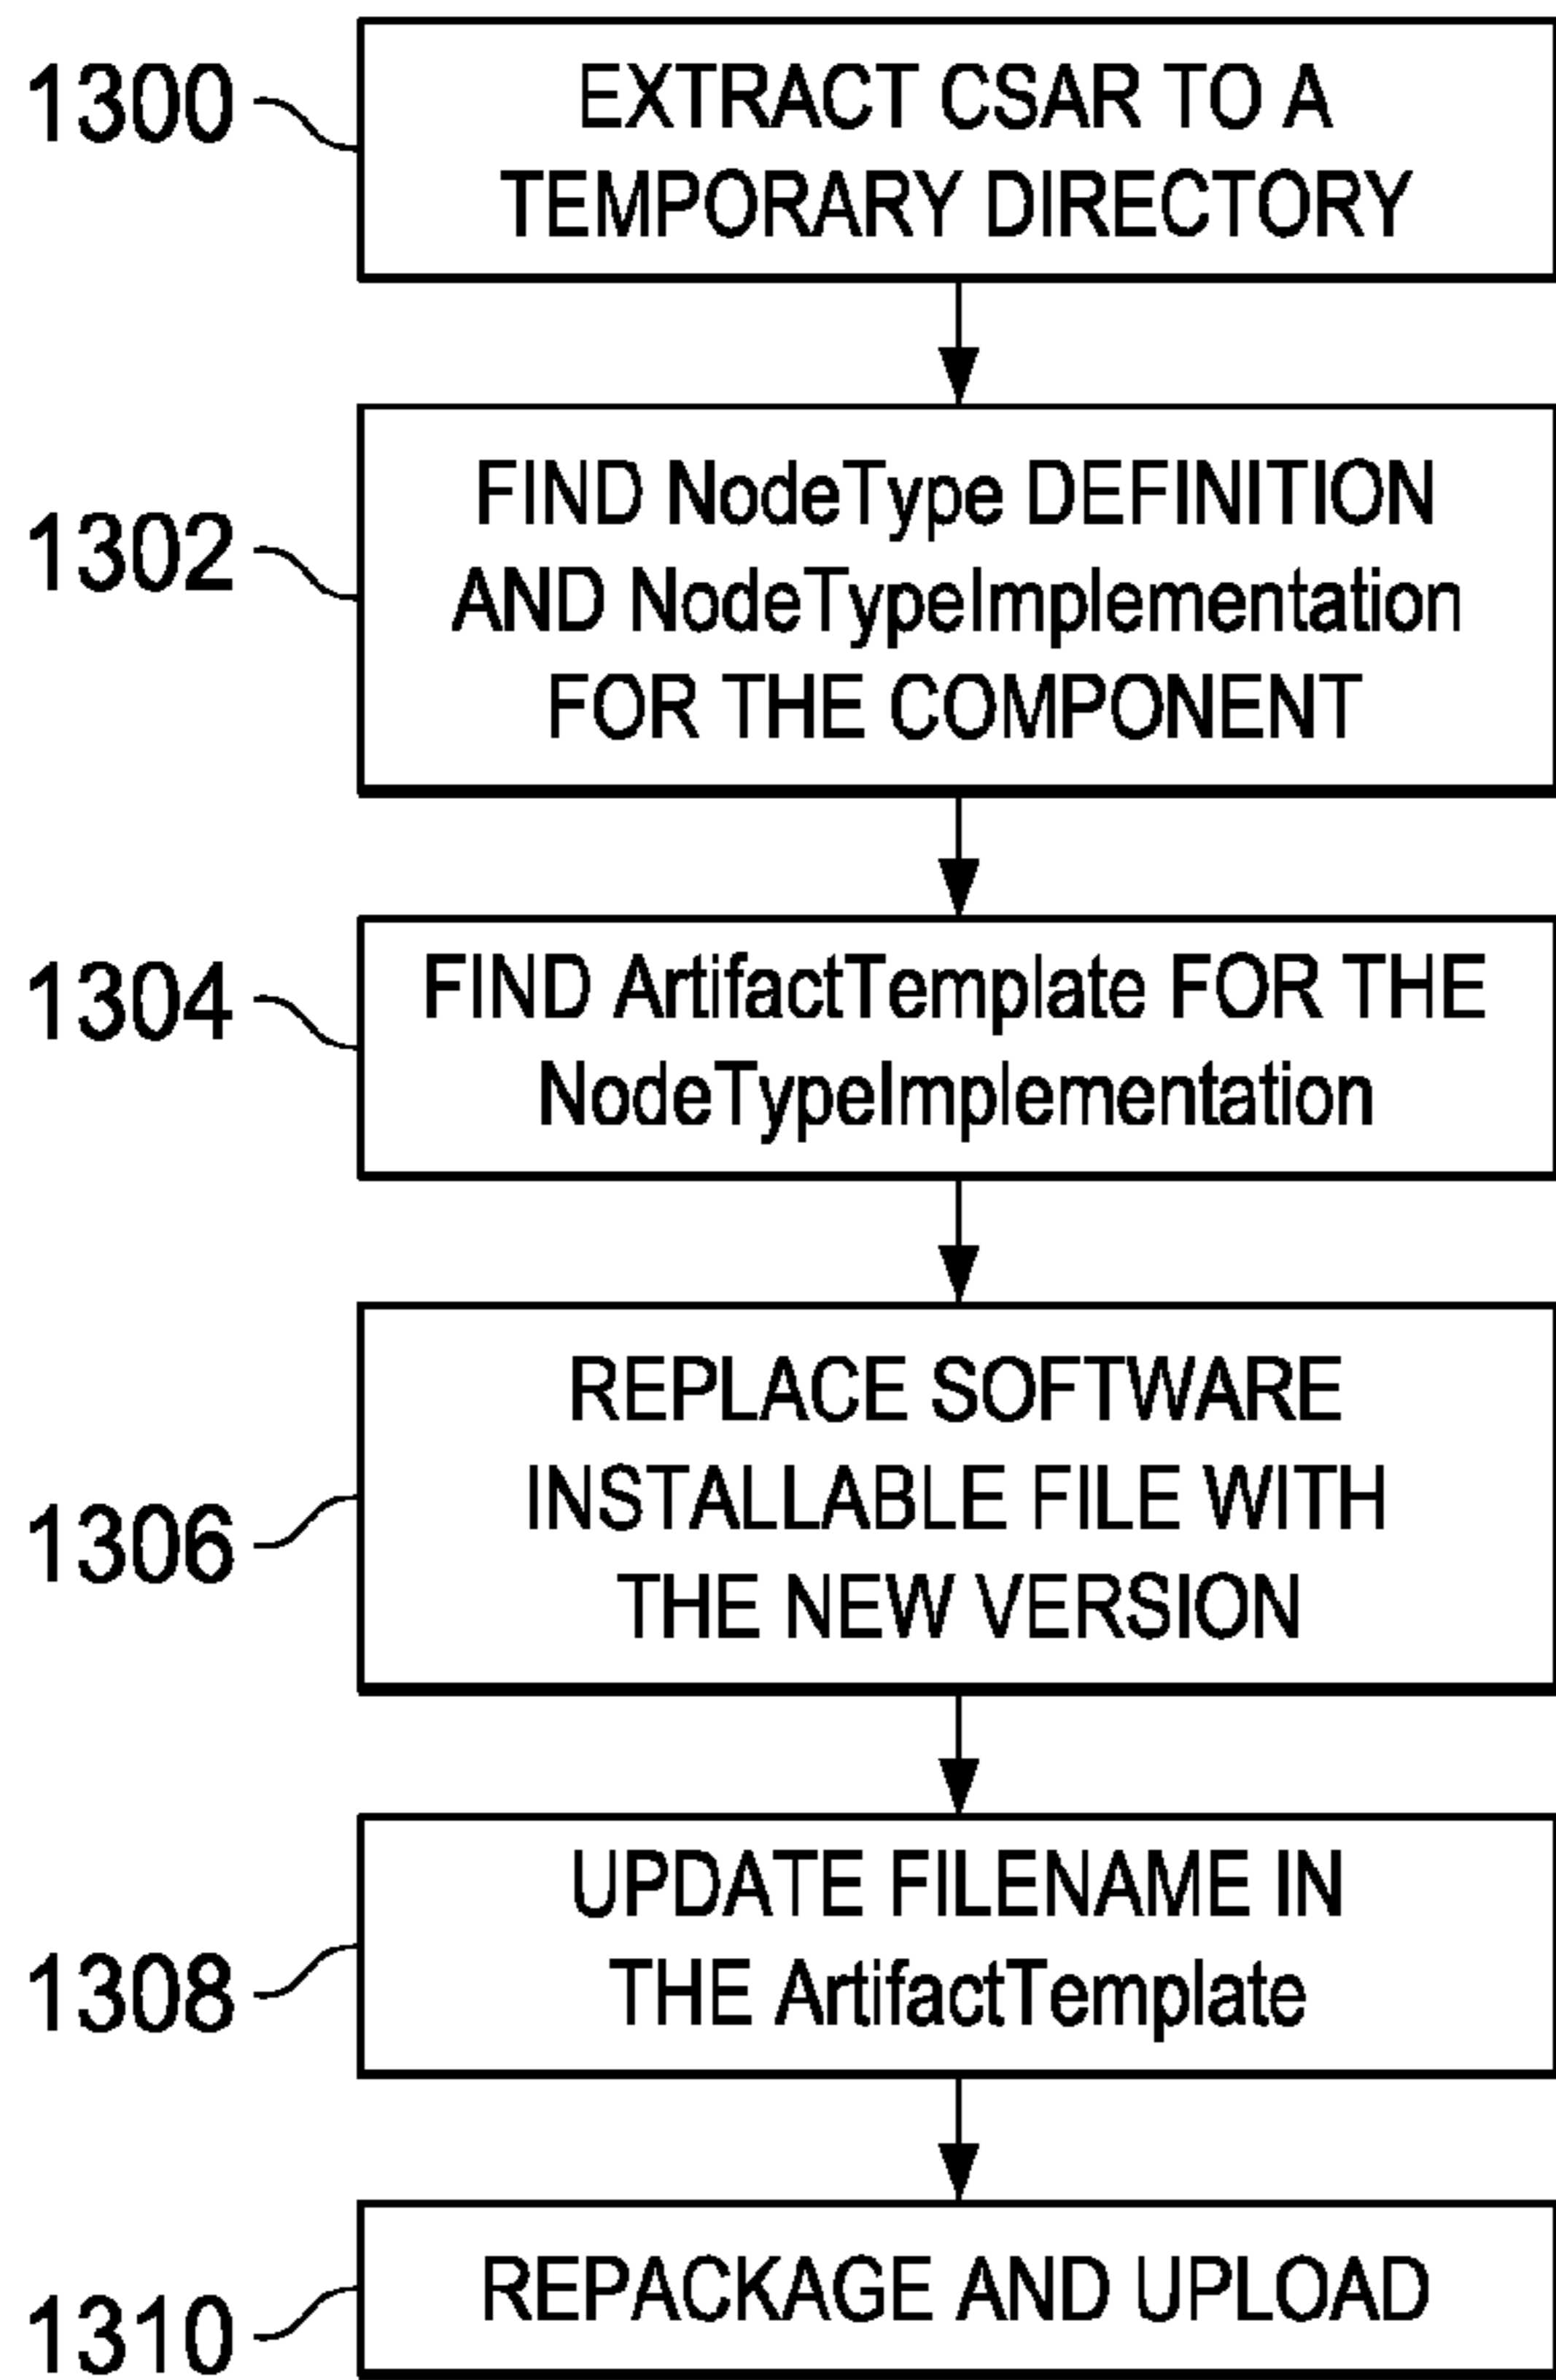 1300
EXTRACT CSAR TO A
TEMPORARY DIRECTORY
1302
FIND NodeType DEFINITION
AND NodeTypeImplementation
FOR THE COMPONENT
1304
FIND ArtifactTemplate FOR THE
NodeTypeImplementation
1306
REPLACE SOFTWARE
INSTALLABLE FILE WITH
THE NEW VERSION
1308
UPDATE FILENAME IN
THE ArtifactTemplate
1310
REPACKAGE AND UPLOAD